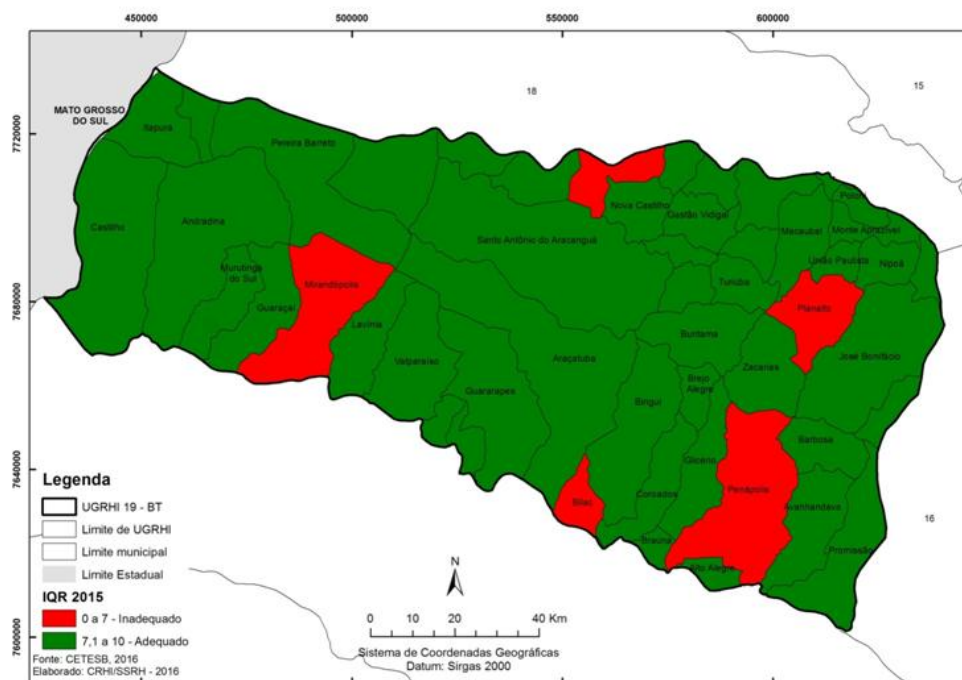 450000 500000 550000 600000
18
15
MATO GROSSO
DO SUL
7720000
7680000
7640000
7600000
Itapura
Pereira Barreto
Castilho
Andradina
Murutinga
do Sul
Guaraçaí
Mirandópolis
Lavínia
Valparaíso
Guararapes
Santo Antônio do Aracanguá
Nova Castilho
Gastão Vidigal
Macaubal
Monte Aprazível
União Paulista
Nipoã
Turiúba
Planalto
Buritama
Zacarias
José Bonifácio
Araçatuba
Birigui
Brejo
Alegre
Barbosa
Glicério
Penápolis
Avanhandava
Bilac
Coroados
Braúna
Alto Alegre
Promissão
16
Legenda
UGRHI 19 - BT
Limite de UGRHI
Limite municipal
Limite Estadual
IQR 2015
0 a 7 - Inadequado
7,1 a 10 - Adequado
Fonte: CETESB, 2016
Elaborado: CRHI/SSRH - 2016
N
0 10 20 40 Km
Sistema de Coordenadas Geográficas
Datum: Sirgas 2000